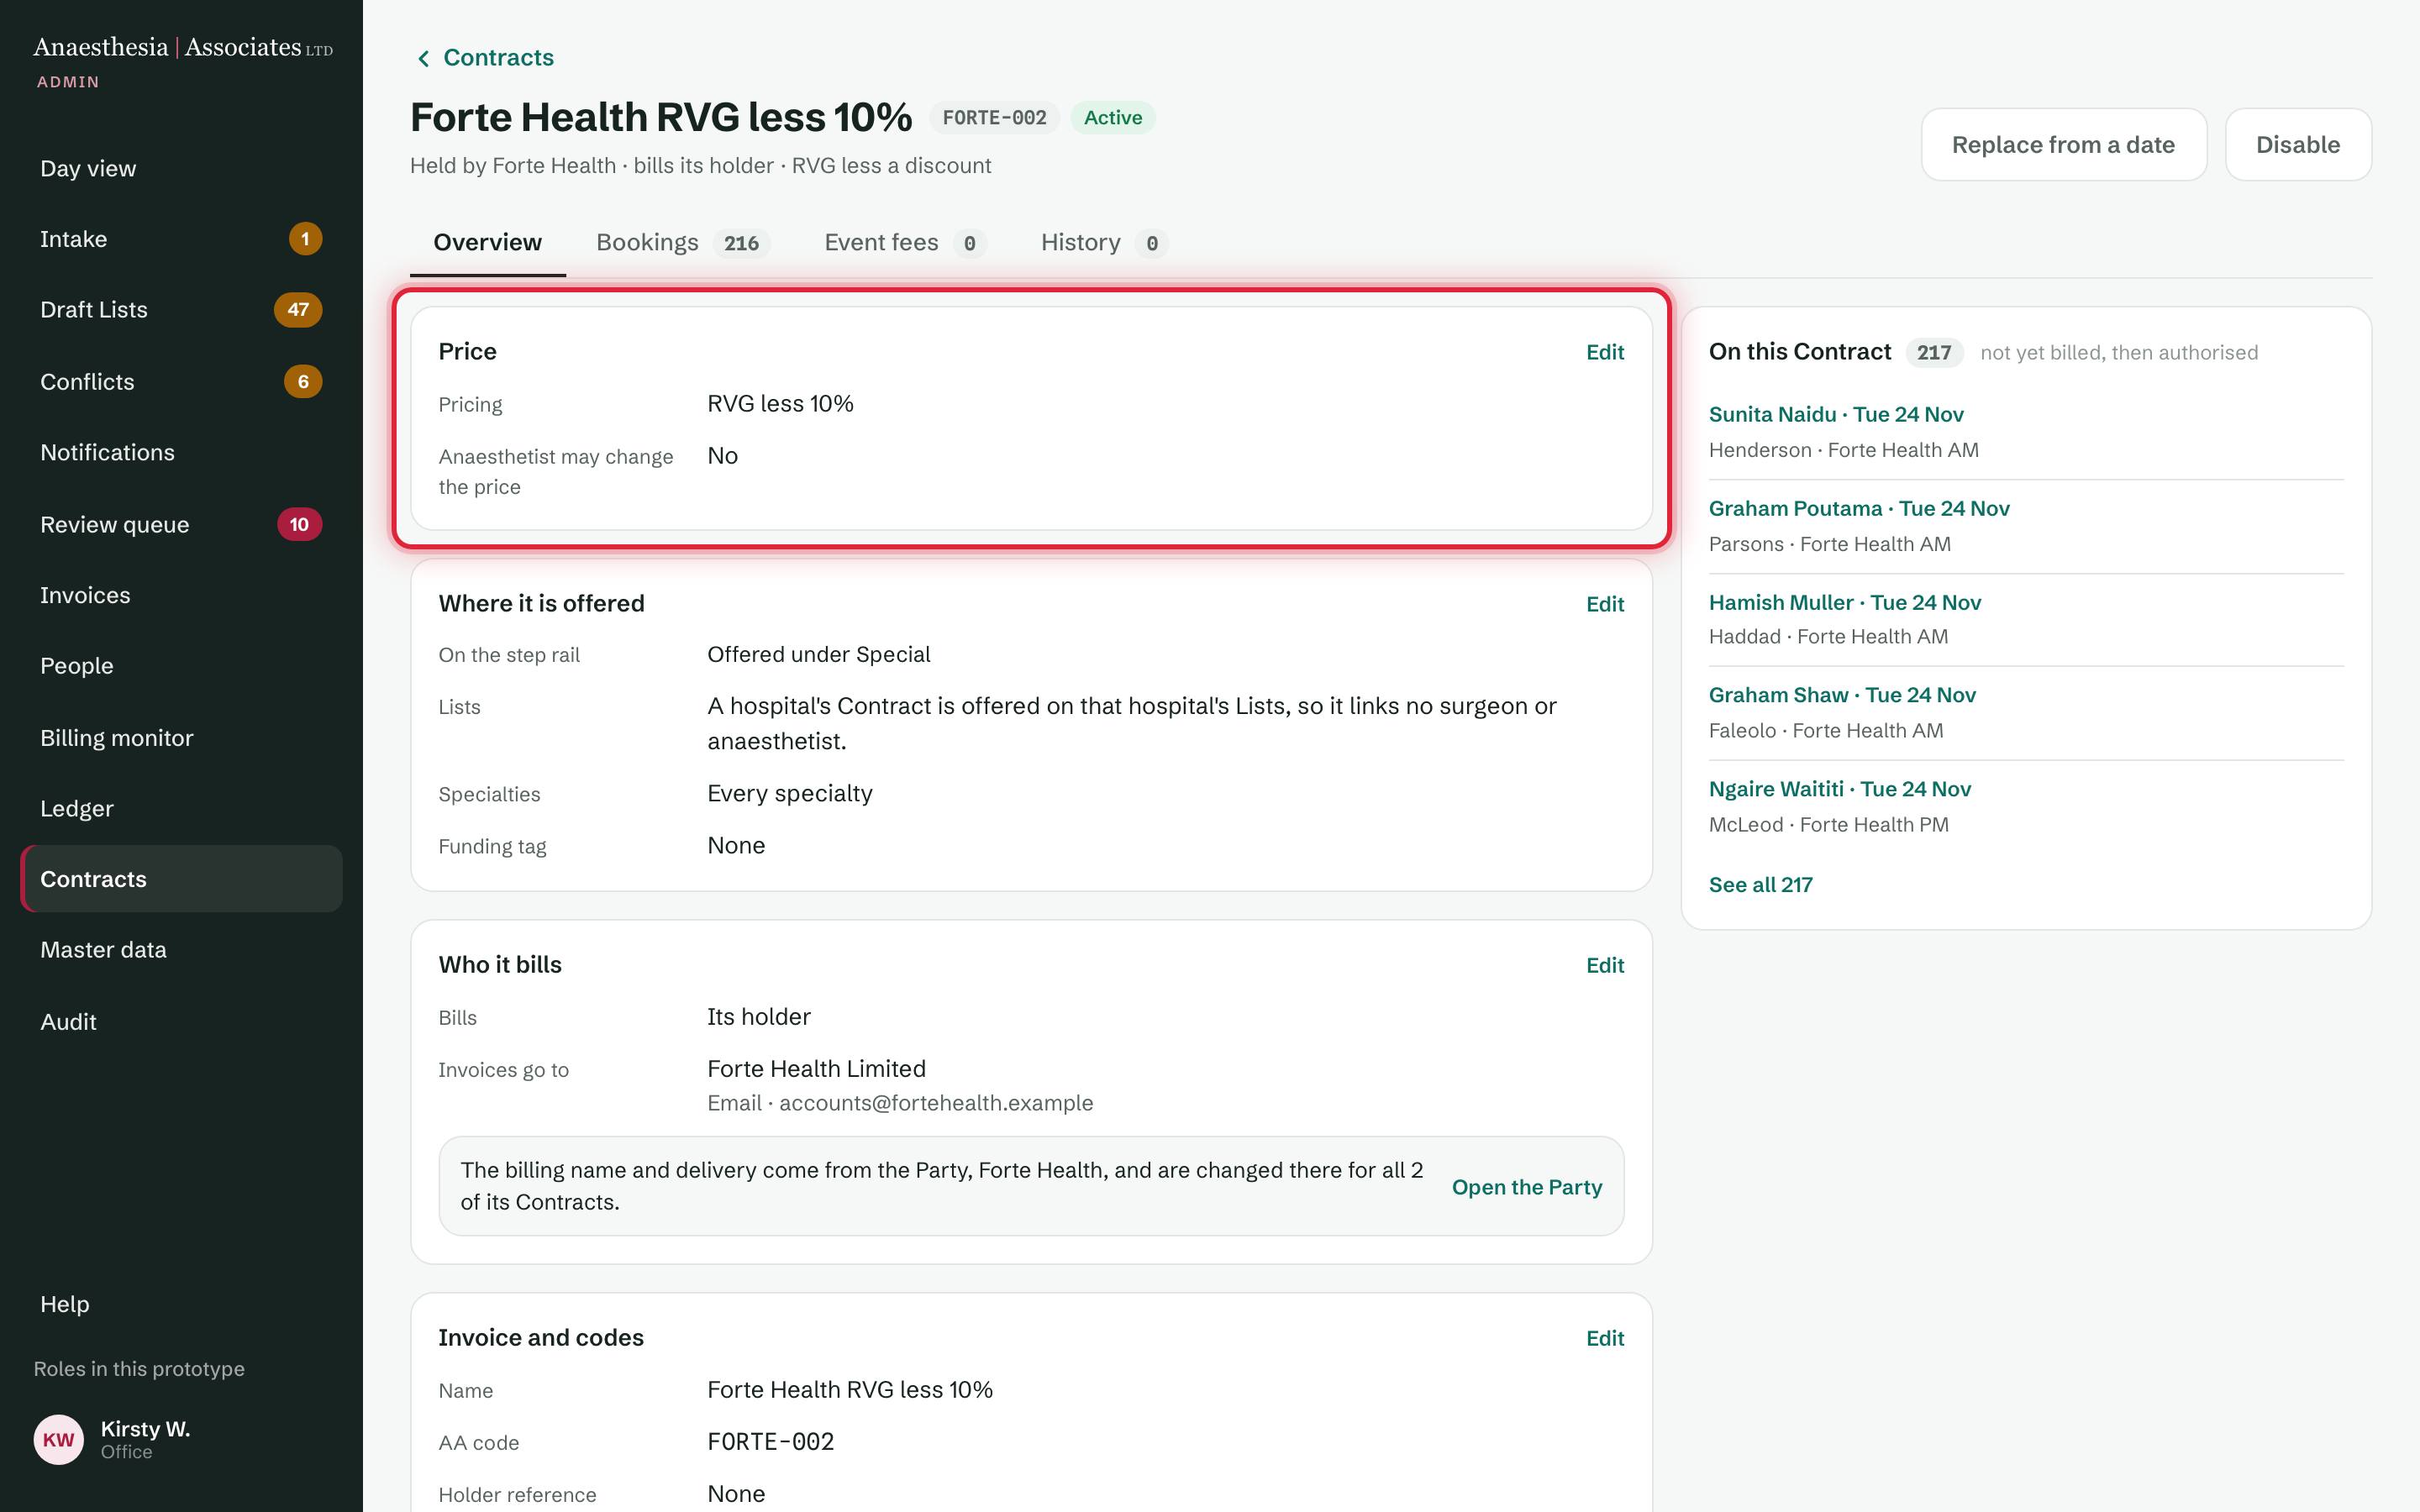 Anaesthesia | Associates LTD
ADMIN
Day view
Intake 1
Draft Lists 47
Conflicts 6
Notifications
Review queue 10
Invoices
People
Billing monitor
Ledger
Contracts
Master data
Audit
Help
Roles in this prototype
KW Kirsty W.
Office
Contracts
Forte Health RVG less 10% FORTE-002 Active
Held by Forte Health · bills its holder · RVG less a discount
Replace from a date Disable
Overview Bookings 216 Event fees 0 History 0
Price Edit
Pricing RVG less 10%
Anaesthetist may change No
the price
Where it is offered Edit
On the step rail Offered under Special
Lists A hospital's Contract is offered on that hospital's Lists, so it links no surgeon or
anaesthetist.
Specialties Every specialty
Funding tag None
Who it bills Edit
Bills Its holder
Invoices go to Forte Health Limited
Email · accounts@fortehealth.example
The billing name and delivery come from the Party, Forte Health, and are changed there for all 2
of its Contracts.
Open the Party
Invoice and codes Edit
Name Forte Health RVG less 10%
AA code FORTE-002
Holder reference None
On this Contract 217 not yet billed, then authorised
Sunita Naidu · Tue 24 Nov
Henderson · Forte Health AM
Graham Poutama · Tue 24 Nov
Parsons · Forte Health AM
Hamish Muller · Tue 24 Nov
Haddad · Forte Health AM
Graham Shaw · Tue 24 Nov
Faleolo · Forte Health AM
Ngaire Waititi · Tue 24 Nov
McLeod · Forte Health PM
See all 217